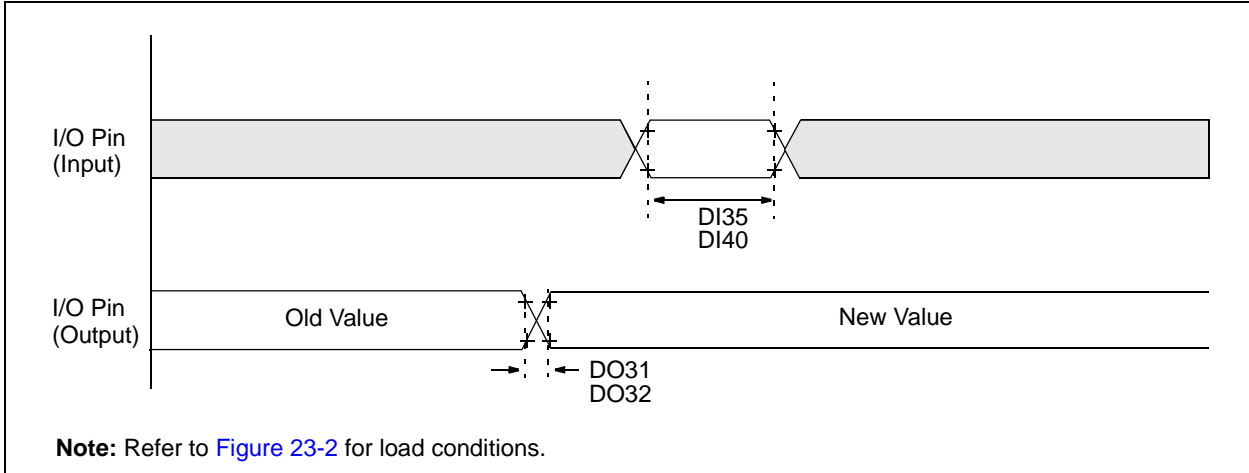 I/O Pin
(Input)
DI35
DI40
I/O Pin
(Output)
Old Value
New Value
DO31
DO32
Note: Refer to Figure 23-2 for load conditions.